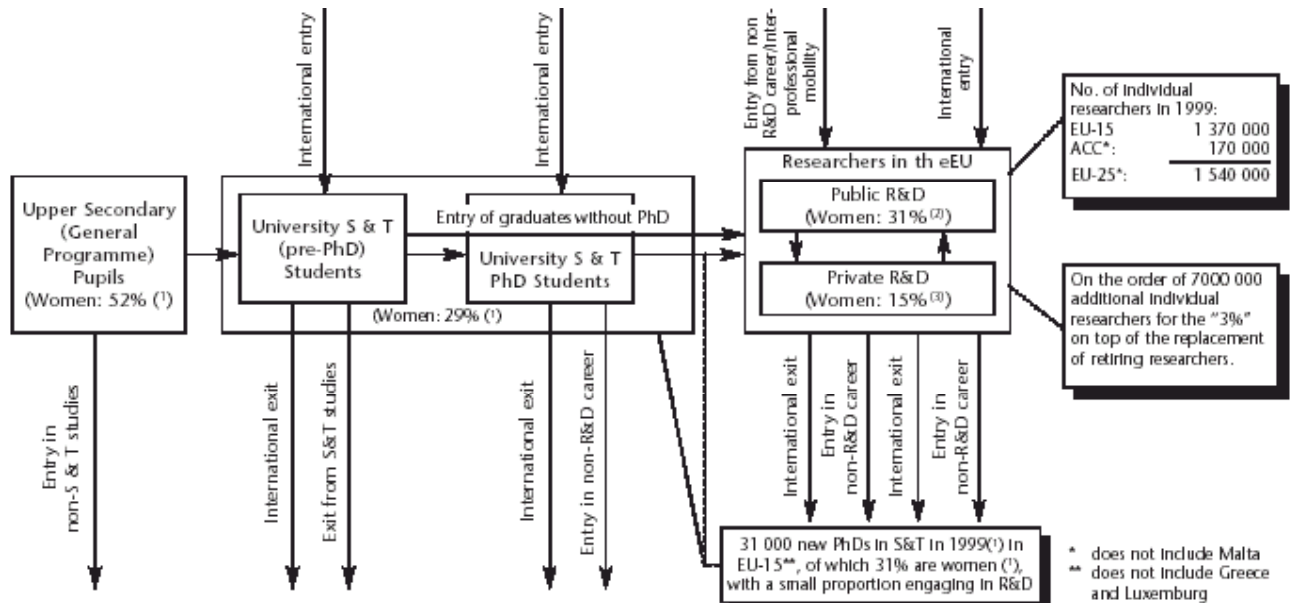 International entry
International entry
Entry from non
R&D career/inter-
professional
mobility
International
entry
No. of individual
researchers in 1999:
EU-15 1 370 000
ACC*: 170 000
EU-25*: 1 540 000
Upper Secondary
(General
Programme)
Pupils
(Women: 52% (¹)
University S & T
(pre-PhD)
Students
Entry of graduates without PhD
University S & T
PhD Students
(Women: 29% (¹)
Researchers in th eEU
Public R&D
(Women: 31% ⁽²⁾)
Private R&D
(Women: 15% ⁽³⁾)
On the order of 7000 000
additional individual
researchers for the “3%”
on top of the replacement
of retiring researchers.
Entry in
non-S & T studies
International exit
Exit from S&T studies
International exit
Entry in non-R&D career
International exit
Entry in
non-R&D career
International exit
Entry in
non-R&D career
31 000 new PhDs in S&T in 1999(¹) in
EU-15**, of which 31% are women (¹),
with a small proportion engaging in R&D
* does not include Malta
** does not include Greece
and Luxemburg